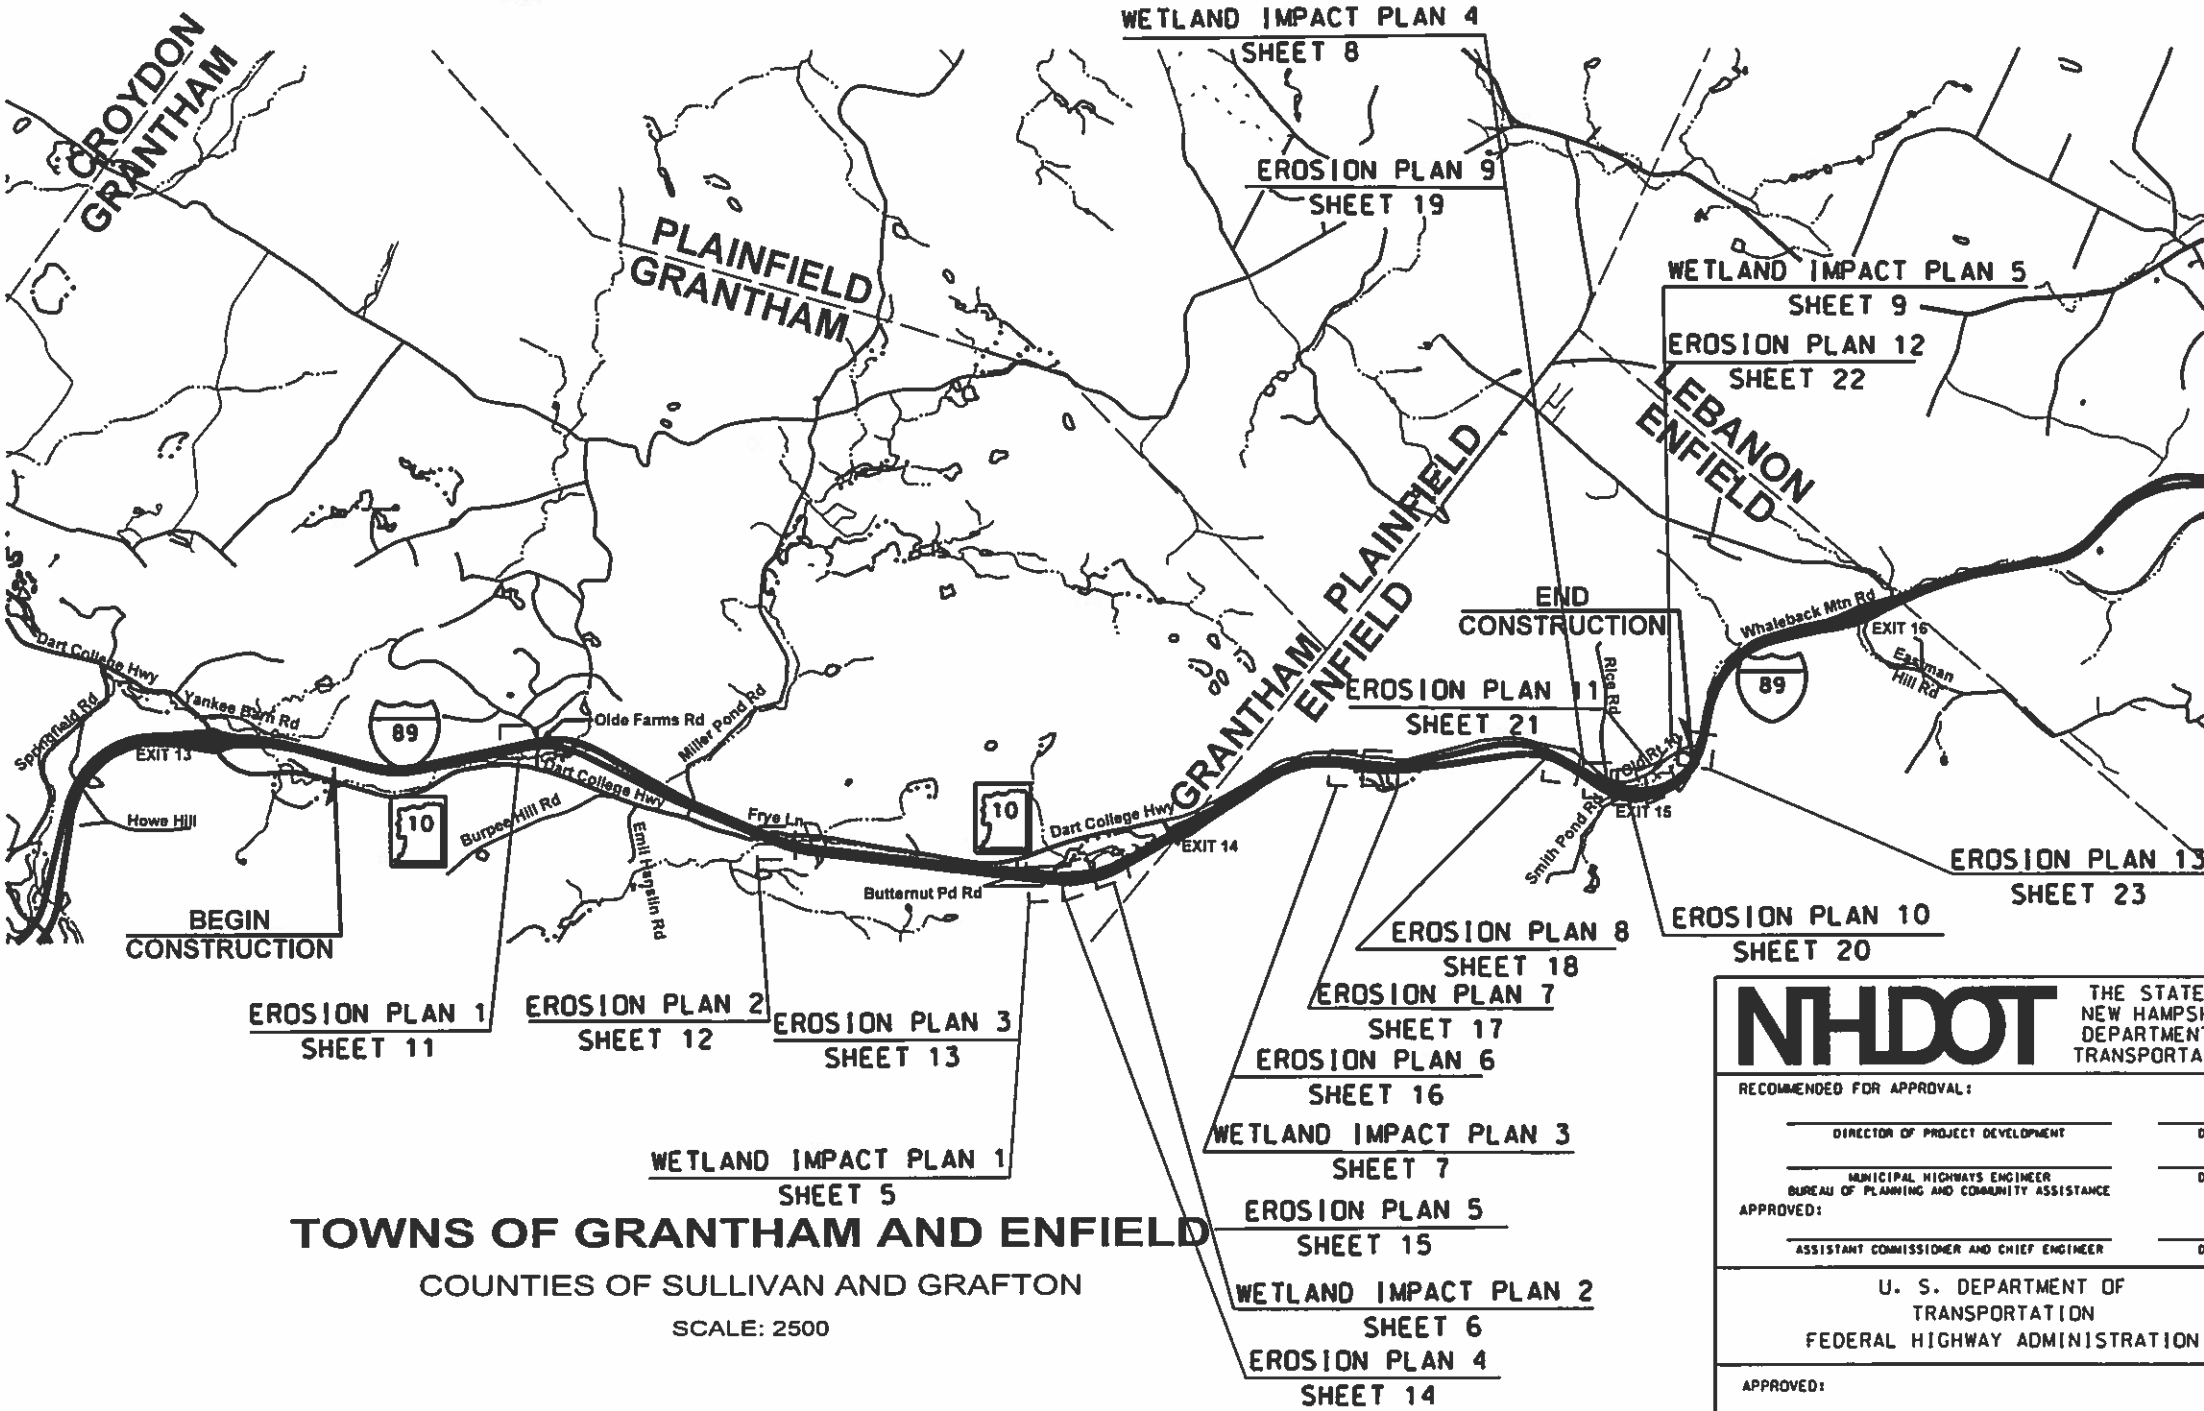 WETLAND IMPACT PLAN 4
SHEET 8
CROYDON
GRANTHAM
EROSION PLAN 9
SHEET 19
PLAINFIELD
GRANTHAM
WETLAND IMPACT PLAN 5
SHEET 9
EROSION PLAN 12
SHEET 22
LEBANON
ENFIELD
PLAINFIELD
ENFIELD
GRANTHAM
END
CONSTRUCTION
Whaleback Mtn Rd
EXIT 16
Eastman
Hill Rd
89
Rice Rd
EROSION PLAN 11
SHEET 21
Old Rt 10
EXIT 15
Smith Pond Rd
Dart College Hwy
Springfield Rd
Yankee Barn Rd
EXIT 13
89
Olde Farms Rd
Miller Pond Rd
Dart College Hwy
Howe Hill
10
Burpee Hill Rd
Emil Hanslin Rd
Frye Ln
10
Dart College Hwy
EXIT 14
Butternut Pd Rd
BEGIN
CONSTRUCTION
EROSION PLAN 13
SHEET 23
EROSION PLAN 10
SHEET 20
EROSION PLAN 8
SHEET 18
EROSION PLAN 7
SHEET 17
EROSION PLAN 1
SHEET 11
EROSION PLAN 2
SHEET 12
EROSION PLAN 3
SHEET 13
EROSION PLAN 6
SHEET 16
WETLAND IMPACT PLAN 3
SHEET 7
WETLAND IMPACT PLAN 1
SHEET 5
EROSION PLAN 5
SHEET 15
TOWNS OF GRANTHAM AND ENFIELD
COUNTIES OF SULLIVAN AND GRAFTON
SCALE: 2500
WETLAND IMPACT PLAN 2
SHEET 6
EROSION PLAN 4
SHEET 14
NHDOT
THE STATE
NEW HAMPSH
DEPARTMENT
TRANSPORTA
RECOMMENDED FOR APPROVAL:
DIRECTOR OF PROJECT DEVELOPMENT
D
MUNICIPAL HIGHWAYS ENGINEER
D
BUREAU OF PLANNING AND COMMUNITY ASSISTANCE
APPROVED:
ASSISTANT COMMISSIONER AND CHIEF ENGINEER
D
U. S. DEPARTMENT OF
TRANSPORTATION
FEDERAL HIGHWAY ADMINISTRATION
APPROVED: